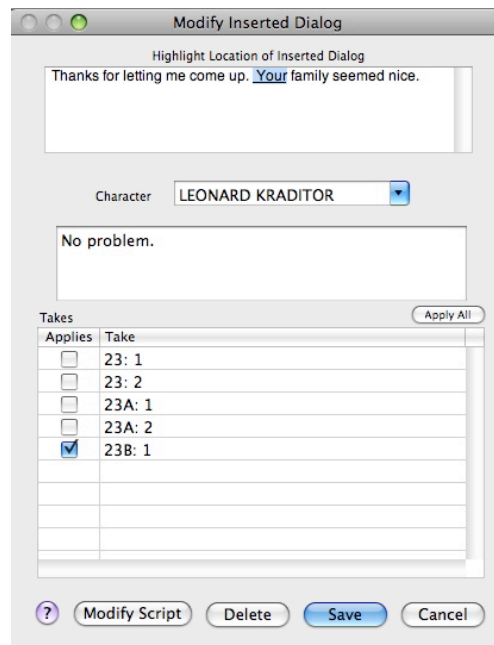 Modify Inserted Dialog
Highlight Location of Inserted Dialog
Thanks for letting me come up. Your family seemed nice.
Character LEONARD KRADITOR
No problem.
Takes Apply All
Applies Take
23: 1
23: 2
23A: 1
23A: 2
23B: 1
? Modify Script Delete Save Cancel